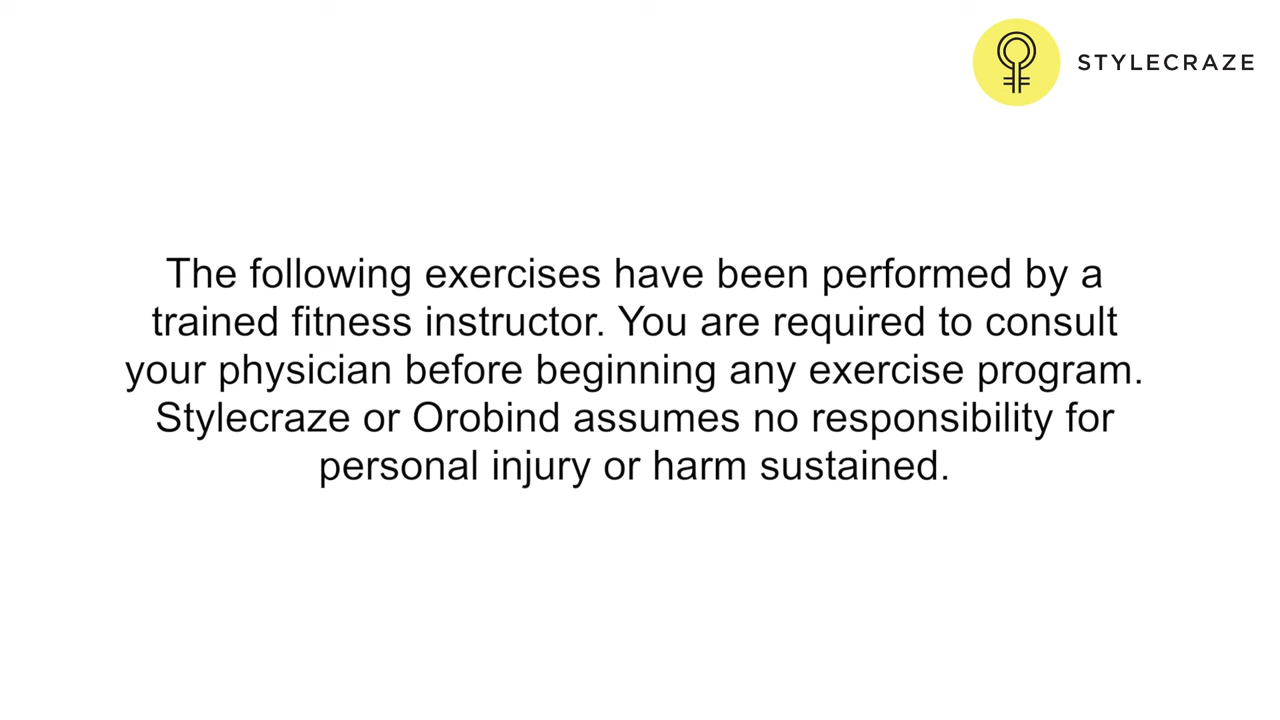 STYLECRAZE
The following exercises have been performed by a
trained fitness instructor. You are required to consult
your physician before beginning any exercise program.
Stylecraze or Orobind assumes no responsibility for
personal injury or harm sustained.